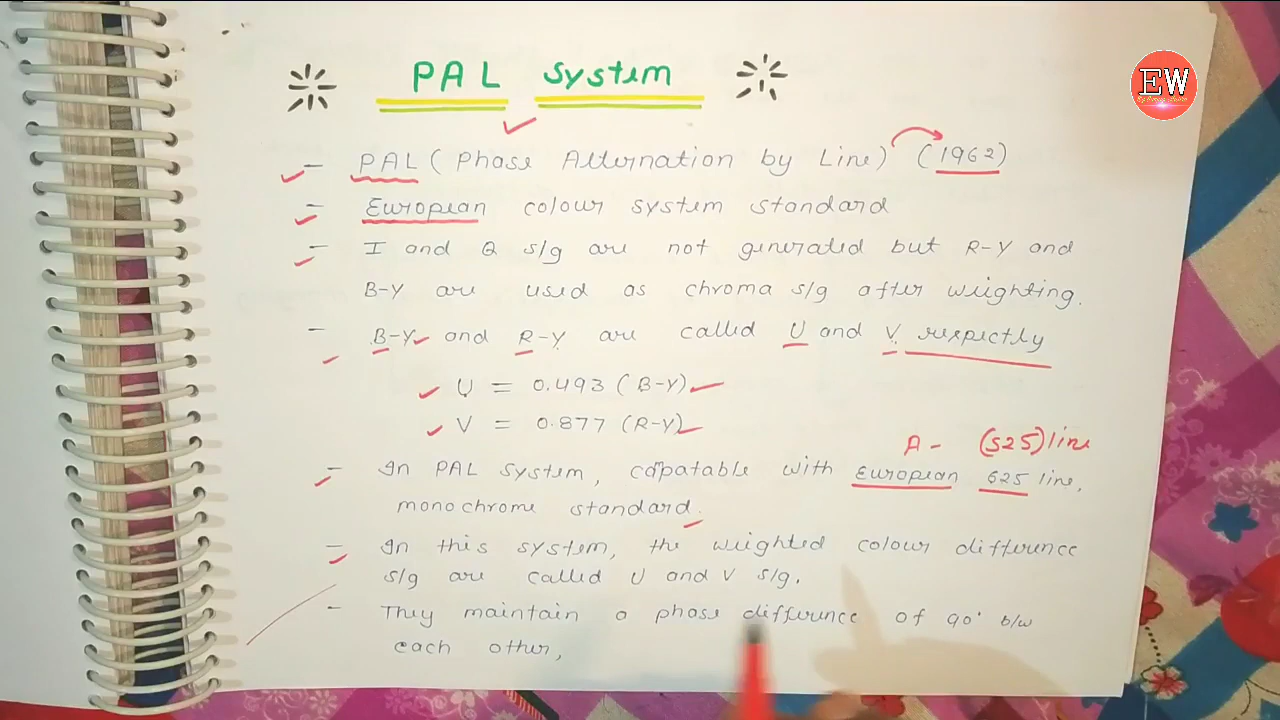 EW
PAL System
- PAL (Phase Alternation by Line) (1962)
- European colour system standard
- I and Q s/g are not generated but R-Y and
B-Y are used as chroma s/g after weighting.
- B-Y and R-Y are called U and V respectly
U = 0.493 (B-Y)
V = 0.877 (R-Y)
A - (525) line
- In PAL system, copatable with European 625 line,
monochrome standard.
- In this system, the weighted colour difference
s/g are called U and V s/g.
- They maintain a phase difference of 90° b/w
each other,